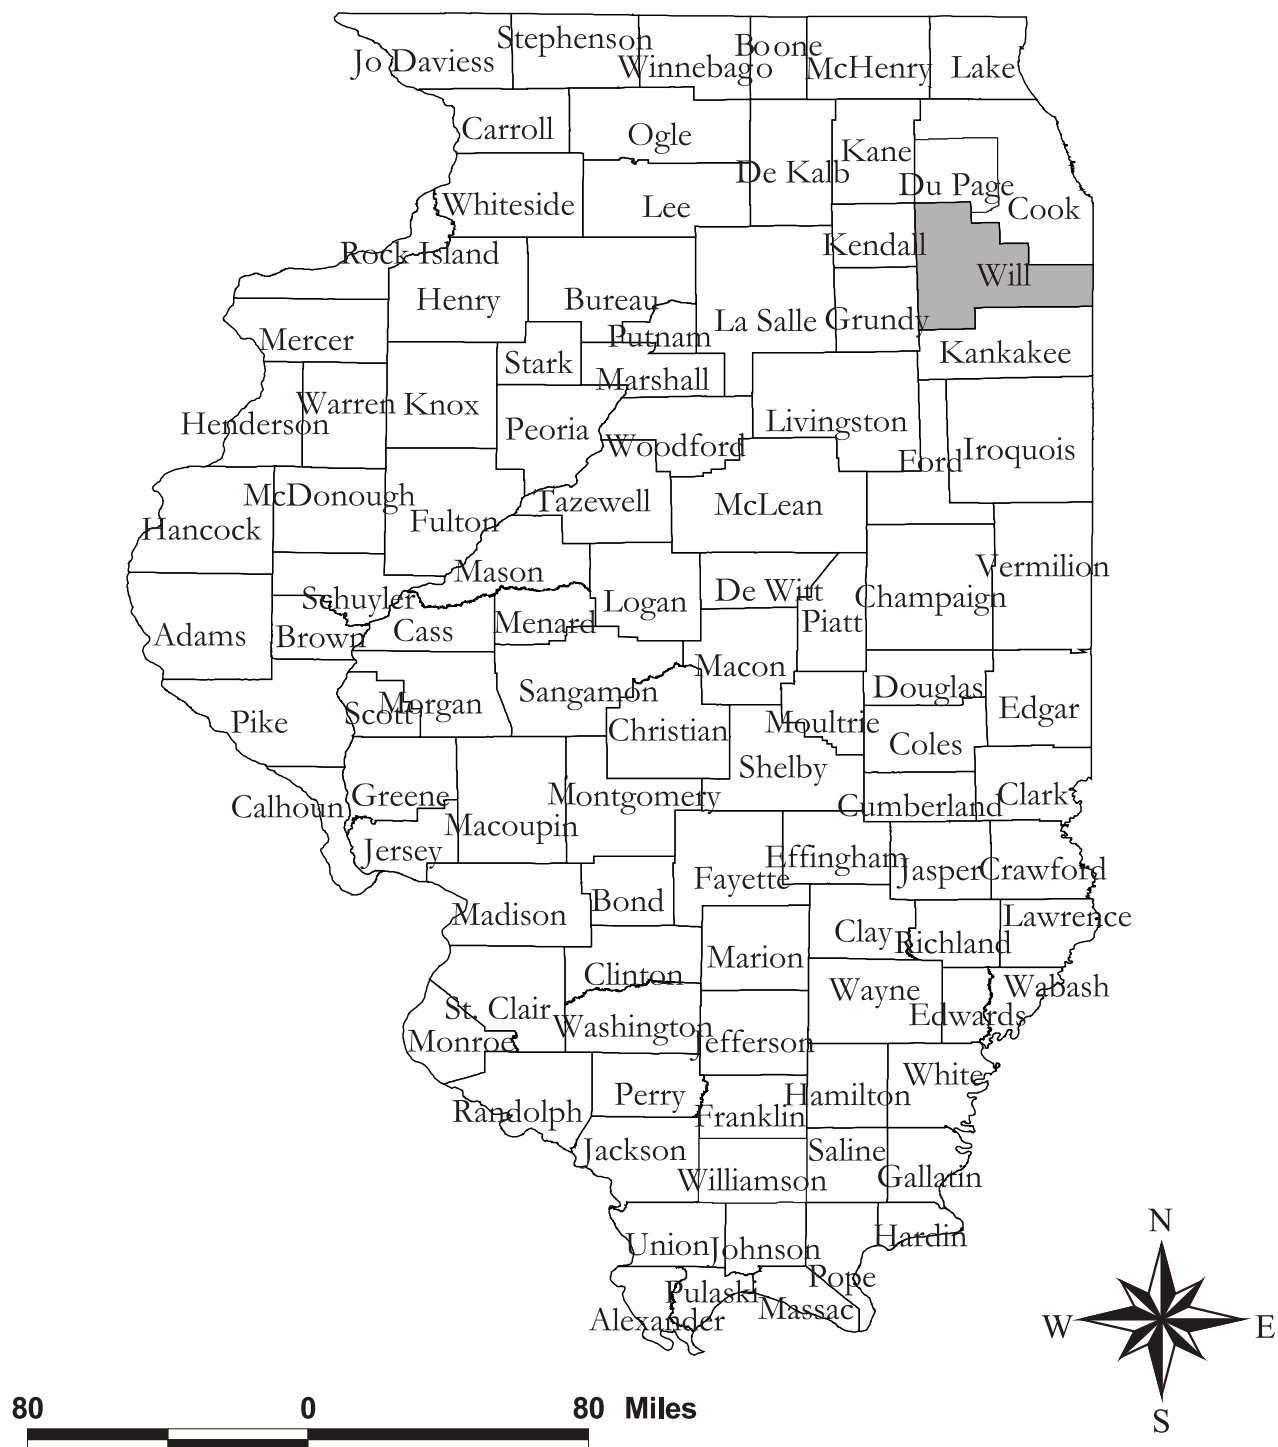 Stephenson
Boone
Jo Daviess
Winnebago
McHenry
Lake
Carroll
Ogle
Kane
De Kalb
Du Page
Whiteside
Lee
Cook
Rock Island
Kendall
Will
Henry
Bureau
La Salle
Grundy
Mercer
Putnam
Stark
Kankakee
Marshall
Warren
Knox
Henderson
Peoria
Livingston
Woodford
Ford
Iroquois
McDonough
Tazewell
McLean
Hancock
Fulton
Mason
Vermilion
De Witt
Champaign
Schuyler
Logan
Adams
Brown
Cass
Menard
Piatt
Macon
Sangamon
Douglas
Scott
Morgan
Edgar
Pike
Christian
Moultrie
Coles
Shelby
Calhoun
Greene
Montgomery
Cumberland
Clark
Macoupin
Jersey
Effingham
Fayette
Jasper
Crawford
Bond
Madison
Lawrence
Clay
Richland
Marion
Clinton
Wayne
Wabash
St. Clair
Edwards
Washington
Monroe
Jefferson
White
Perry
Hamilton
Randolph
Franklin
Jackson
Saline
Williamson
Gallatin
Union
Johnson
Hardin
Pope
Pulaski
Massac
Alexander
N
W
E
S
80 0 80 Miles